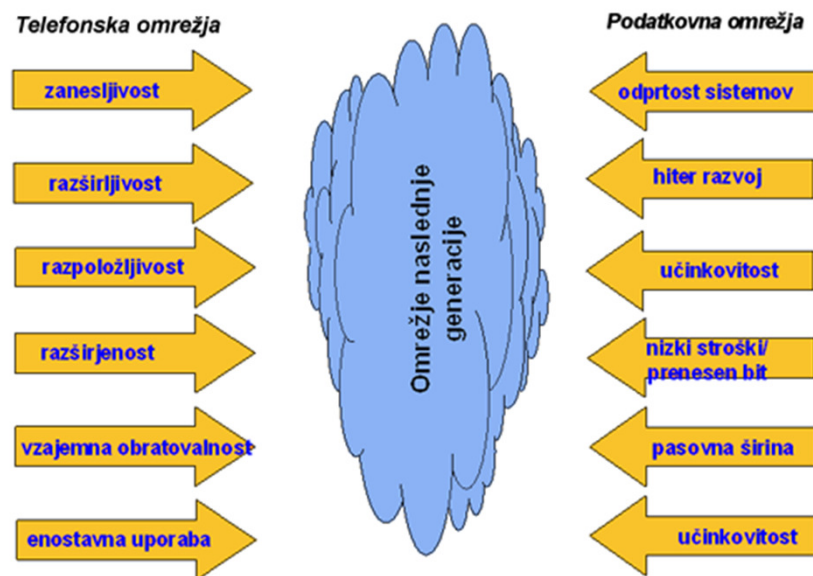 Telefonska omrežja
zanesljivost
razširljivost
razpoložljivost
razširjenost
vzajemna obratovalnost
enostavna uporaba
Omrežje naslednje
generacije
Podatkovna omrežja
odprtost sistemov
hiter razvoj
učinkovitost
nizki stroški/
prenesen bit
pasovna širina
učinkovitost